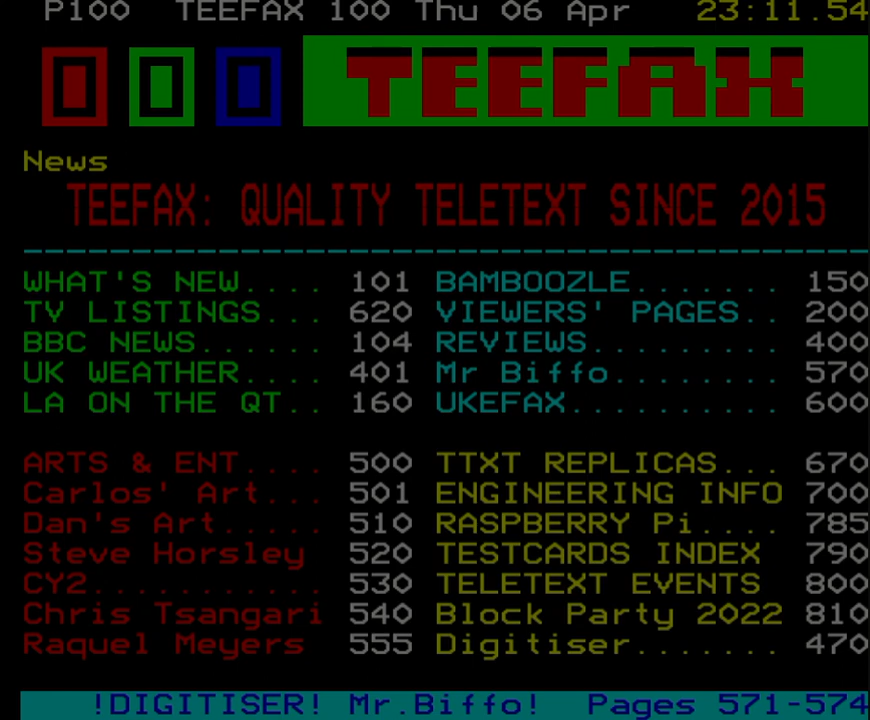 P100 TEEFAX 100 Thu 06 Apr 23:11.54
TEEFAX
News
TEEFAX: QUALITY TELETEXT SINCE 2015
WHAT'S NEW.... 101 BAMBOOZLE....... 150
TV LISTINGS... 620 VIEWERS' PAGES.. 200
BBC NEWS...... 104 REVIEWS......... 400
UK WEATHER.... 401 Mr Biffo........ 570
LA ON THE QT.. 160 UKEFAX.......... 600
ARTS & ENT.... 500 TTXT REPLICAS... 670
Carlos' Art... 501 ENGINEERING INFO 700
Dan's Art..... 510 RASPBERRY Pi.... 785
Steve Horsley 520 TESTCARDS INDEX 790
CY2........... 530 TELETEXT EVENTS 800
Chris Tsangari 540 Block Party 2022 810
Raquel Meyers 555 Digitiser....... 470
!DIGITISER! Mr.Biffo! Pages 571-574